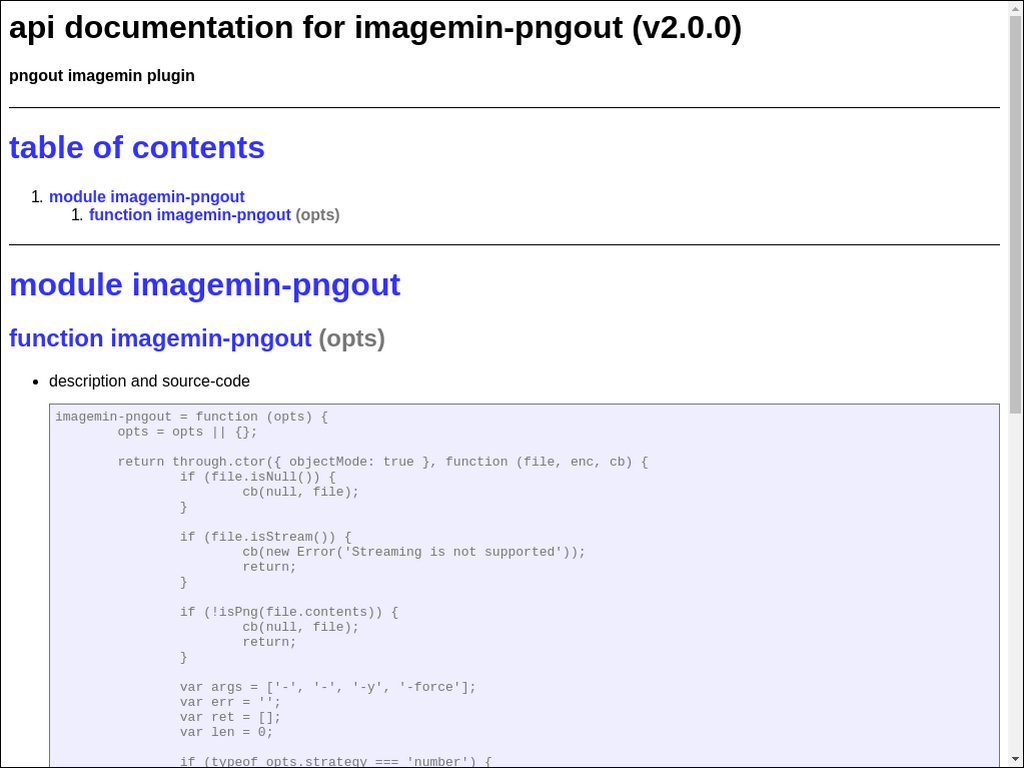 api documentation for imagemin-pngout (v2.0.0)
pngout imagemin plugin
table of contents
1. module imagemin-pngout
1. function imagemin-pngout (opts)
module imagemin-pngout
function imagemin-pngout (opts)
• description and source-code
imagemin-pngout = function (opts) {
opts = opts || {};
return through.ctor({ objectMode: true }, function (file, enc, cb) {
if (file.isNull()) {
cb(null, file);
}
if (file.isStream()) {
cb(new Error('Streaming is not supported'));
return;
}
if (!isPng(file.contents)) {
cb(null, file);
return;
}
var args = ['-', '-', '-y', '-force'];
var err = '';
var ret = [];
var len = 0;
if (typeof opts.strategy === 'number') {